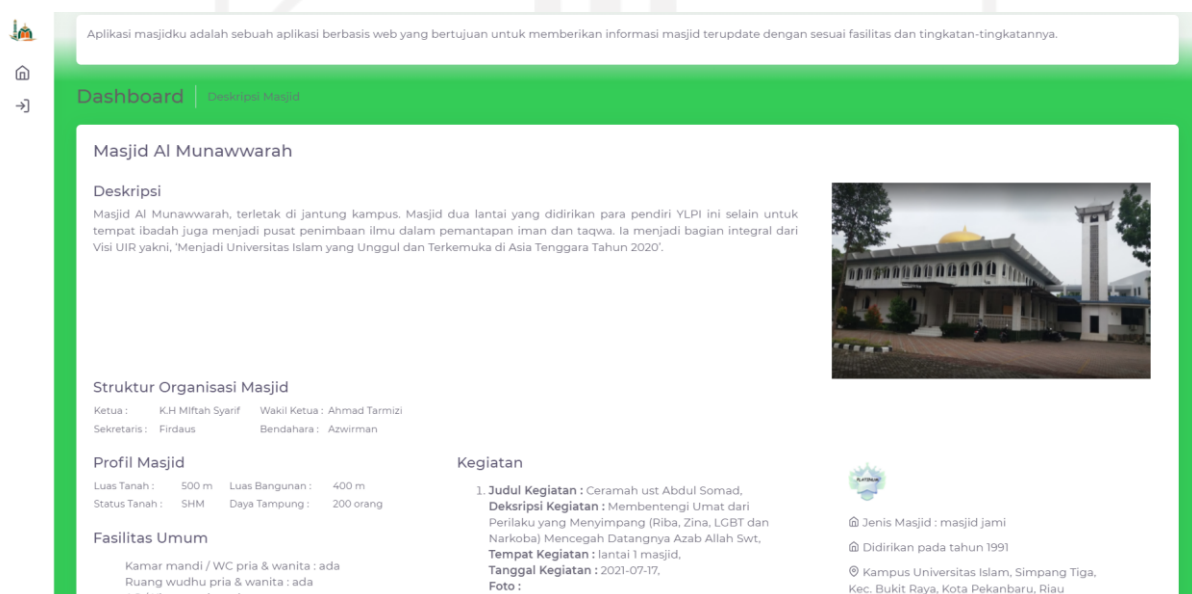 Aplikasi masjidku adalah sebuah aplikasi berbasis web yang bertujuan untuk memberikan informasi masjid terupdate dengan sesuai fasilitas dan tingkatan-tingkatannya.
Dashboard
Deskripsi Masjid
Masjid Al Munawwarah
Deskripsi
Masjid Al Munawwarah, terletak di jantung kampus. Masjid dua lantai yang didirikan para pendiri YLPI ini selain untuk
tempat ibadah juga menjadi pusat penimbaan ilmu dalam pemantapan iman dan taqwa. Ia menjadi bagian integral dari
Visi UIR yakni, 'Menjadi Universitas Islam yang Unggul dan Terkemuka di Asia Tenggara Tahun 2020'.
Struktur Organisasi Masjid
Ketua : K.H MIftah Syarif Wakil Ketua : Ahmad Tarmizi
Sekretaris : Firdaus Bendahara : Azwirman
Profil Masjid
Luas Tanah : 500 m Luas Bangunan : 400 m
Status Tanah : SHM Daya Tampung : 200 orang
Fasilitas Umum
Kamar mandi / WC pria & wanita : ada
Ruang wudhu pria & wanita : ada
Kegiatan
1. Judul Kegiatan : Ceramah ust Abdul Somad,
Deksripsi Kegiatan : Membentengi Umat dari
Perilaku yang Menyimpang (Riba, Zina, LGBT dan
Narkoba) Mencegah Datangnya Azab Allah Swt,
Tempat Kegiatan : lantai 1 masjid,
Tanggal Kegiatan : 2021-07-17,
Foto :
Jenis Masjid : masjid jami
Didirikan pada tahun 1991
Kampus Universitas Islam, Simpang Tiga,
Kec. Bukit Raya, Kota Pekanbaru, Riau